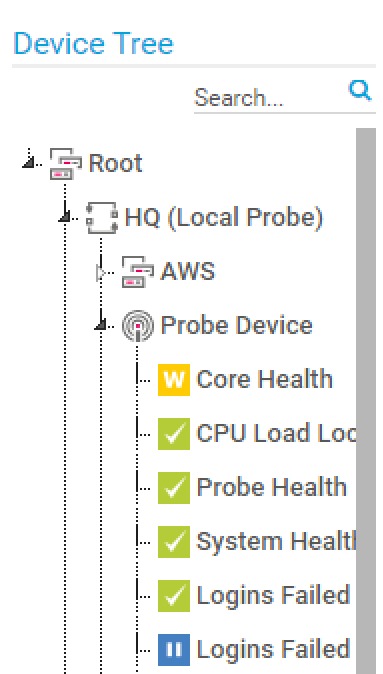 Device Tree
Search...
Root
HQ (Local Probe)
AWS
Probe Device
W Core Health
CPU Load Loc
Probe Health
System Health
Logins Failed
Logins Failed